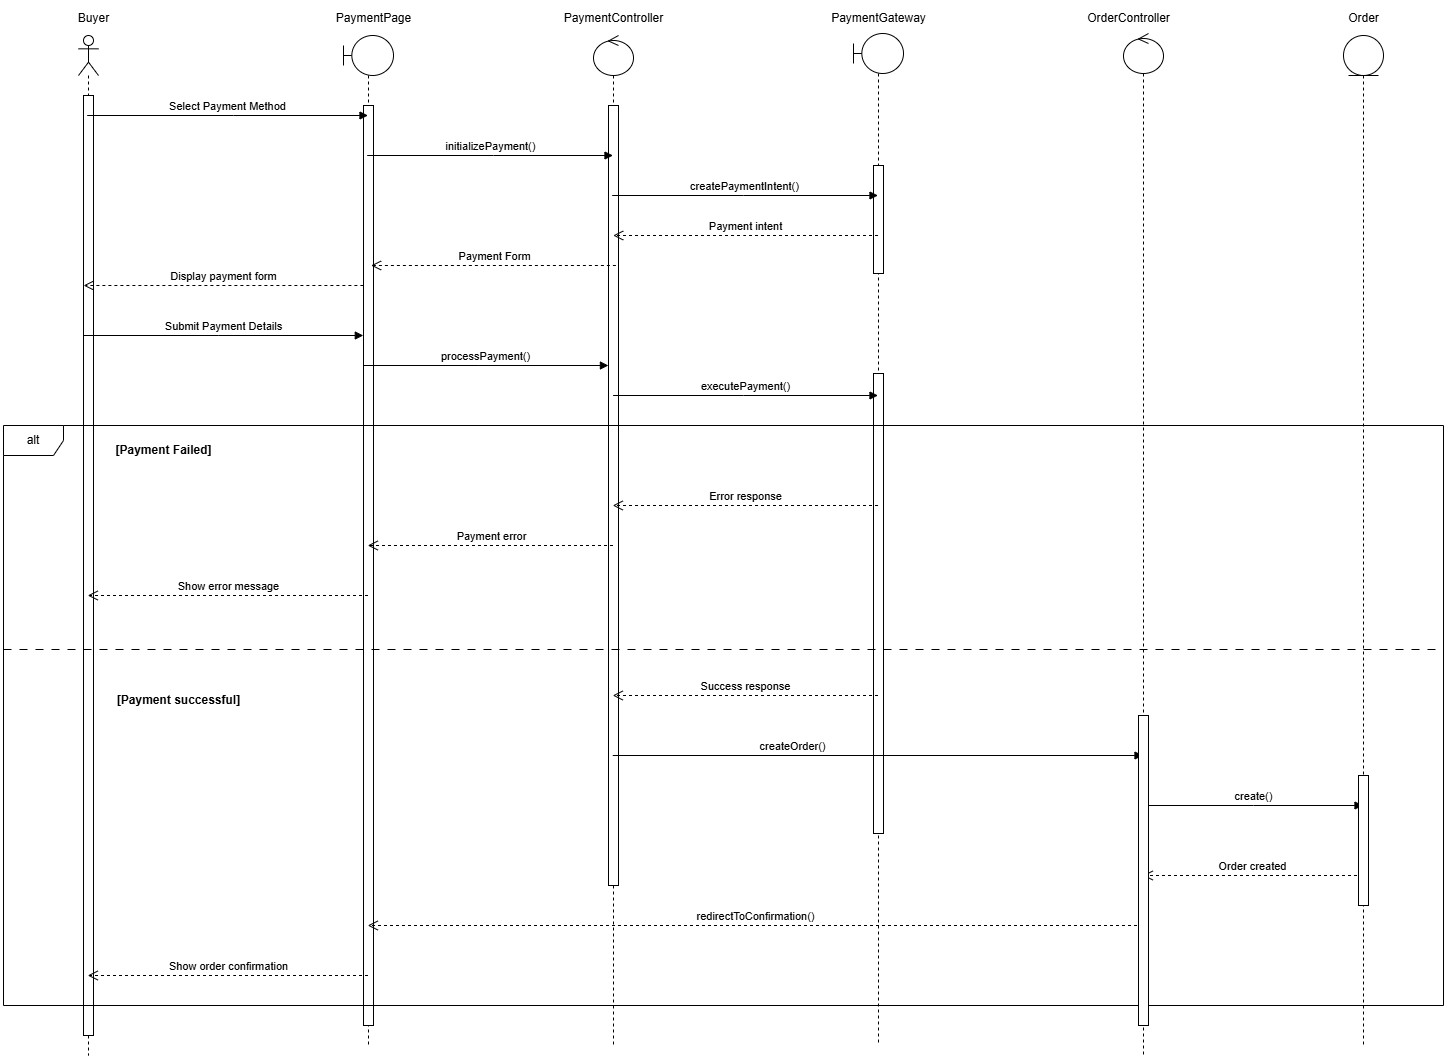 Buyer
PaymentPage
PaymentController
PaymentGateway
OrderController
Order
Select Payment Method
initializePayment()
createPaymentIntent()
Payment intent
Payment Form
Display payment form
Submit Payment Details
processPayment()
executePayment()
alt
[Payment Failed]
Error response
Payment error
Show error message
Success response
[Payment successful]
createOrder()
create()
Order created
redirectToConfirmation()
Show order confirmation